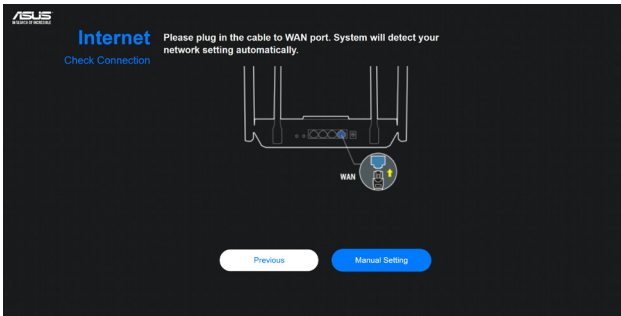 ASUS
IN SEARCH OF INCREDIBLE
Internet
Check Connection
Please plug in the cable to WAN port. System will detect your
network setting automatically.
WAN
Previous
Manual Setting